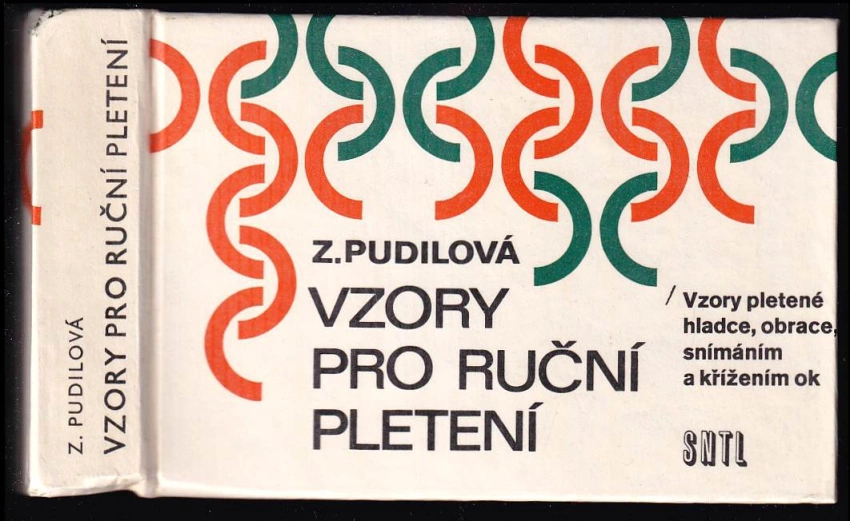 Z. PUDILOVÁ
VZORY PRO RUČNÍ PLETENÍ
Z.PUDILOVÁ
VZORY
PRO RUČNÍ
PLETENÍ
/ Vzory pletené
hladce, obrace,
snímáním
a křížením ok
SNTL